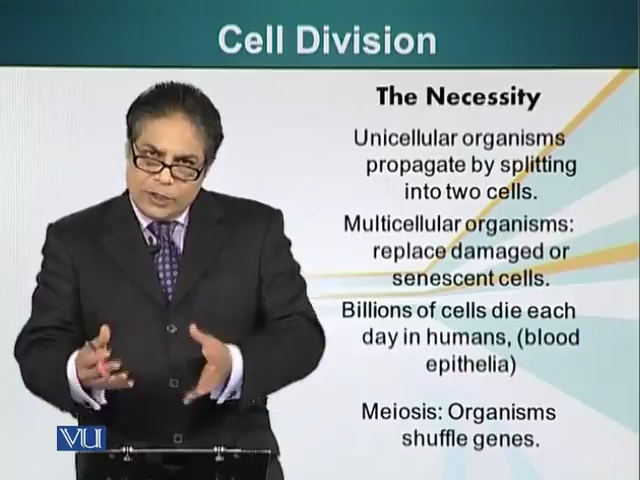 Cell Division
The Necessity
Unicellular organisms
propagate by splitting
into two cells.
Multicellular organisms:
replace damaged or
senescent cells.
Billions of cells die each
day in humans, (blood
epithelia)
Meiosis: Organisms
shuffle genes.
VU